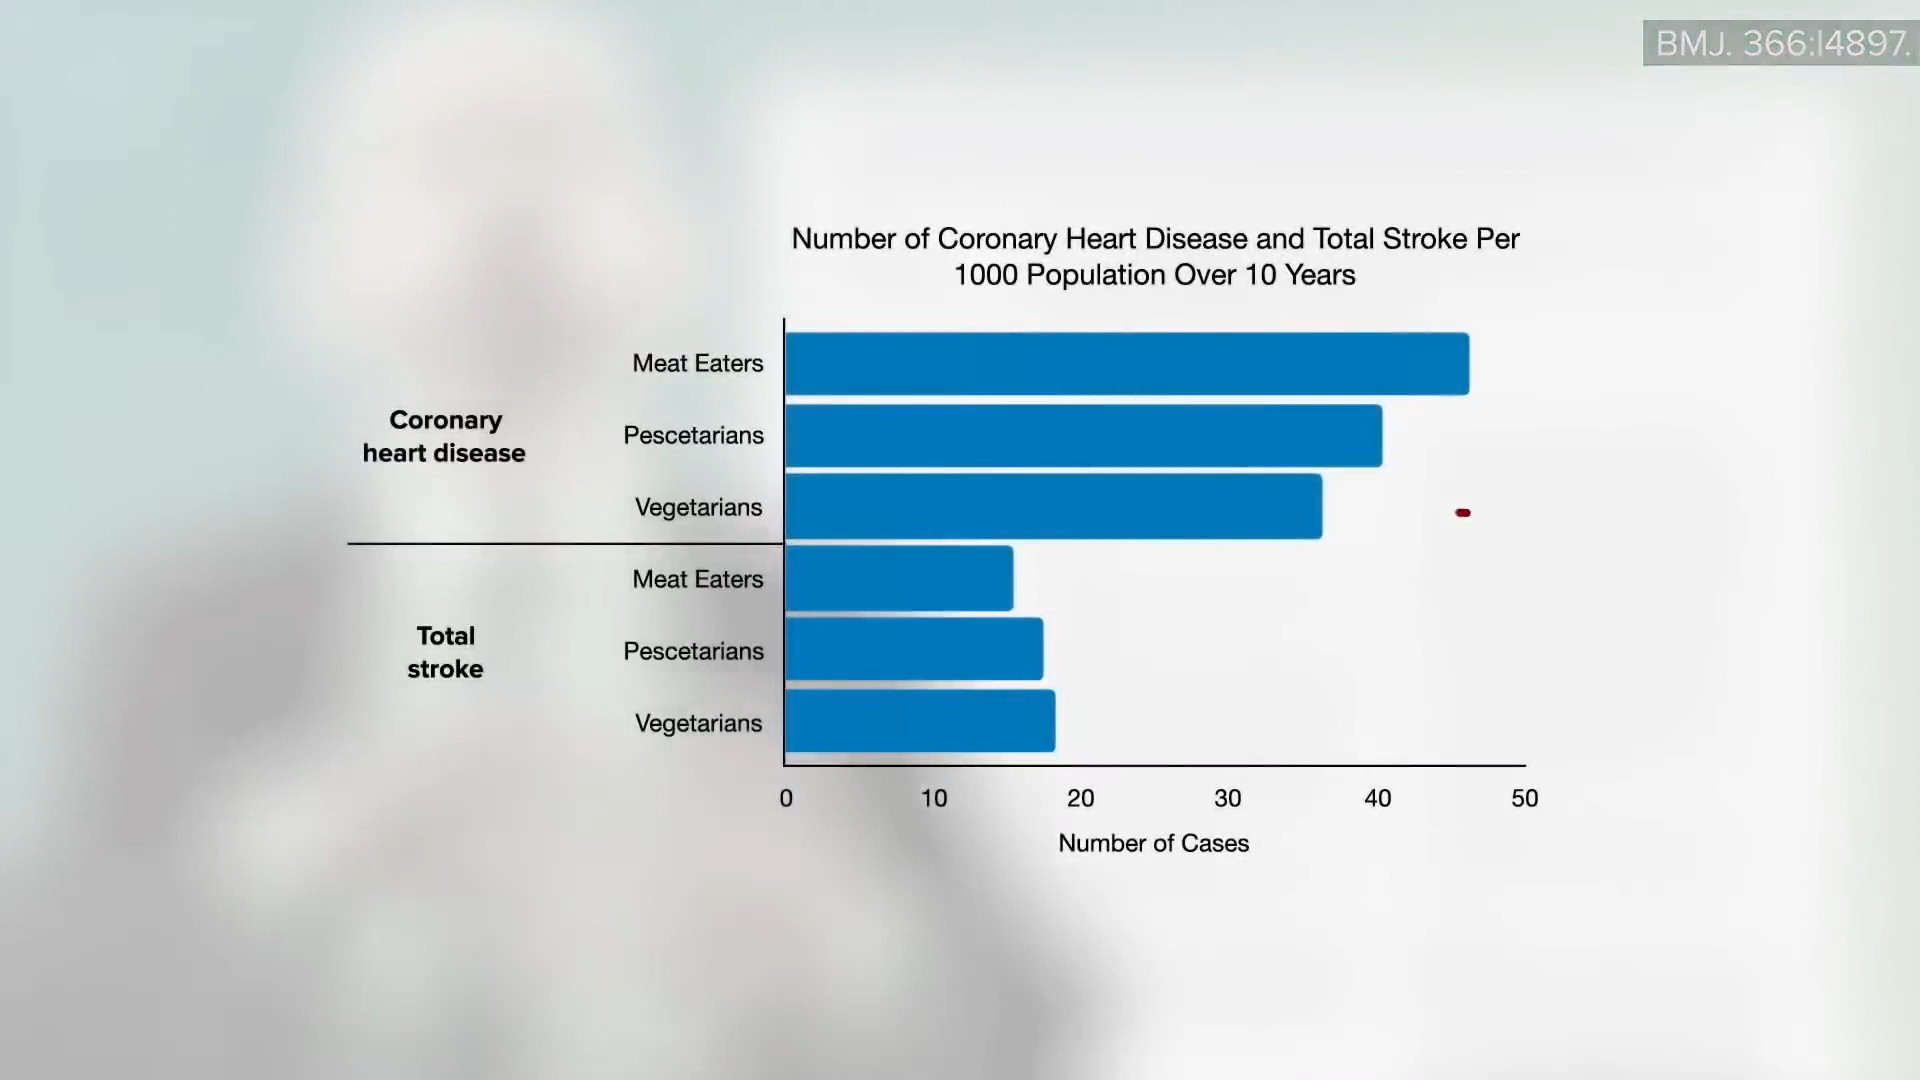 BMJ. 366:l4897.
Number of Coronary Heart Disease and Total Stroke Per
1000 Population Over 10 Years
Coronary
heart disease
Meat Eaters
Pescetarians
Vegetarians
Total
stroke
Meat Eaters
Pescetarians
Vegetarians
0 10 20 30 40 50
Number of Cases